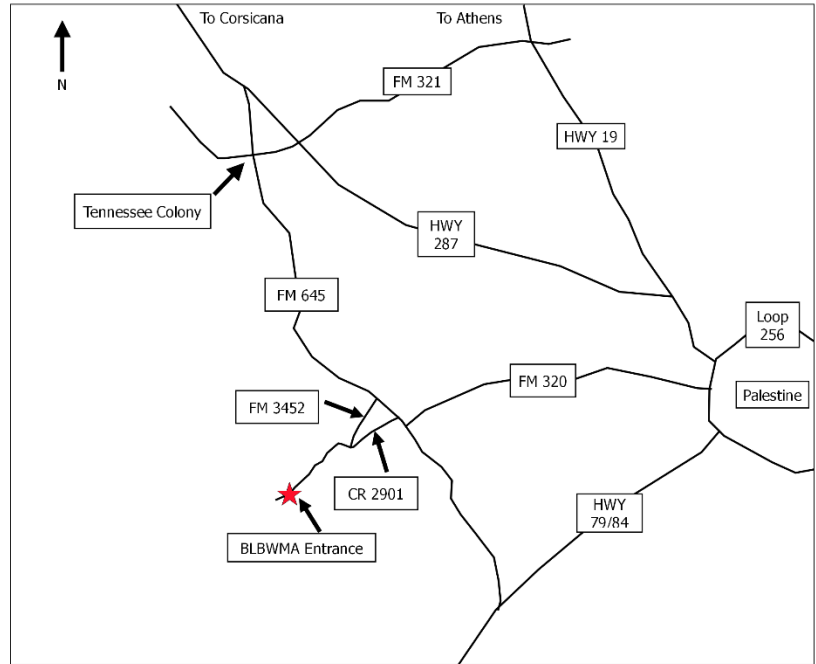 To Corsicana
To Athens
N
FM 321
HWY 19
Tennessee Colony
HWY
287
FM 645
Loop
256
FM 320
Palestine
FM 3452
CR 2901
HWY
79/84
BLBWMA Entrance